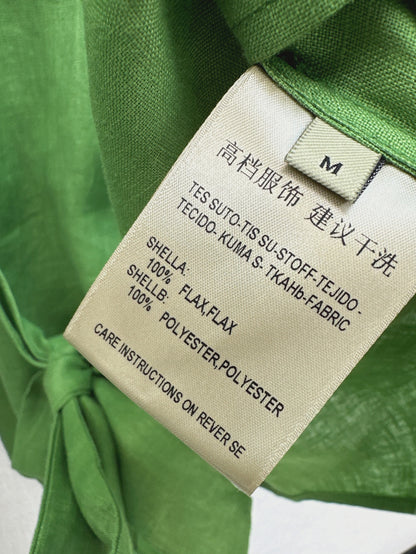 M
高档服饰 建议干洗
TES SUTO-TIS SU-STOFF-TEJIDO -
TECIDO-KUMA S- TKAHb-FABRIC
SHELLA:
100% FLAX,FLAX
SHELLB:
100% POLYESTER,POLYESTER
CARE INSTRUCTIONS ON REVER SE